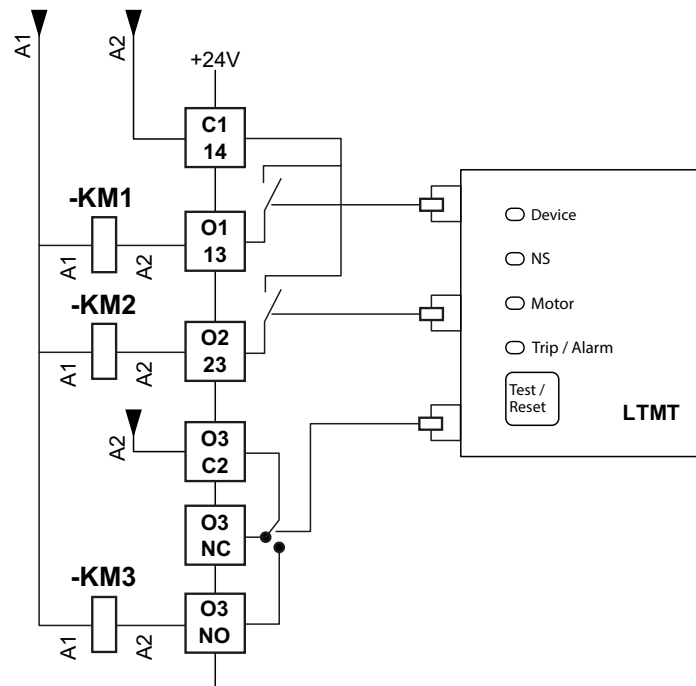 A1
A2
+24V
C1
14
-KM1
O1
13
A1
A2
-KM2
O2
23
A1
A2
A2
O3
C2
O3
NC
-KM3
O3
NO
A1
A2
Device
NS
Motor
Trip / Alarm
Test /
Reset
LTMT